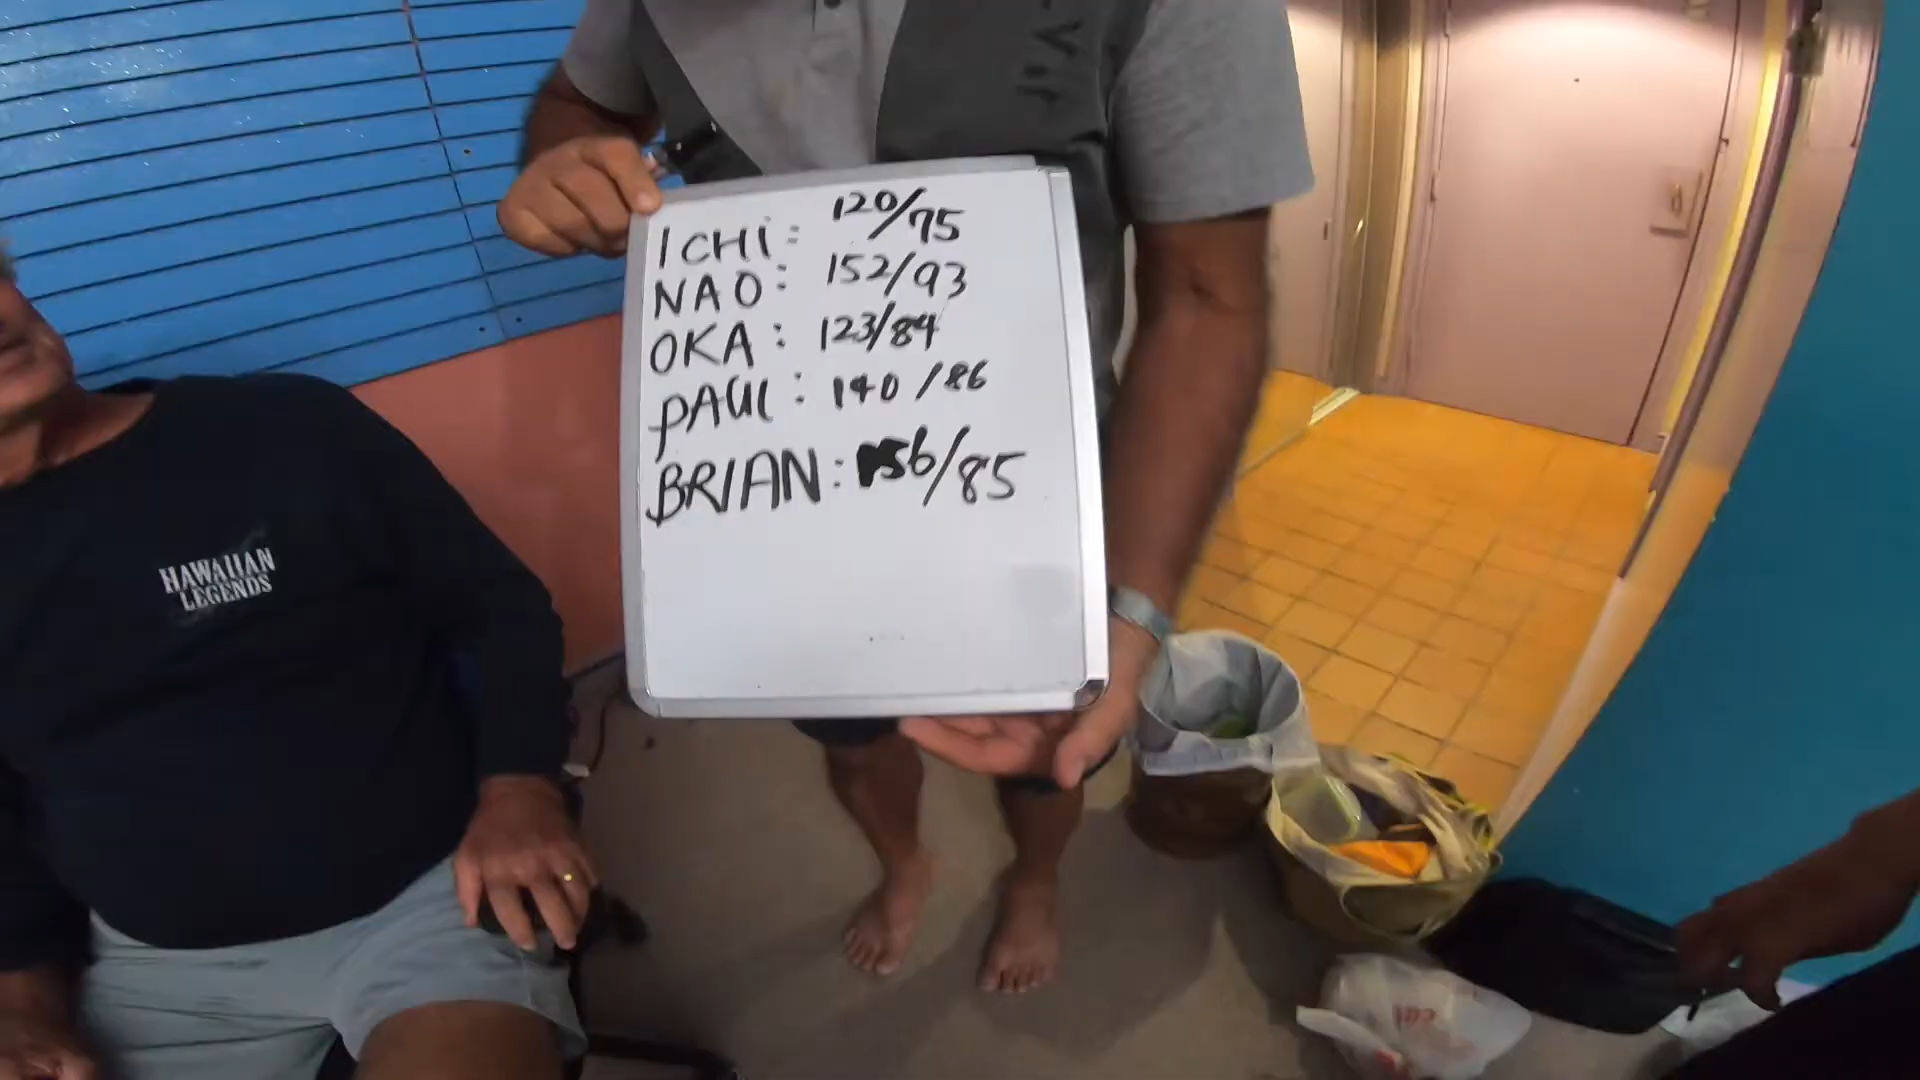 ICHI: 120/75
NAO: 152/93
OKA: 123/84
PAUL: 140/86
BRIAN: 156/85
HAWAIIAN
LEGENDS